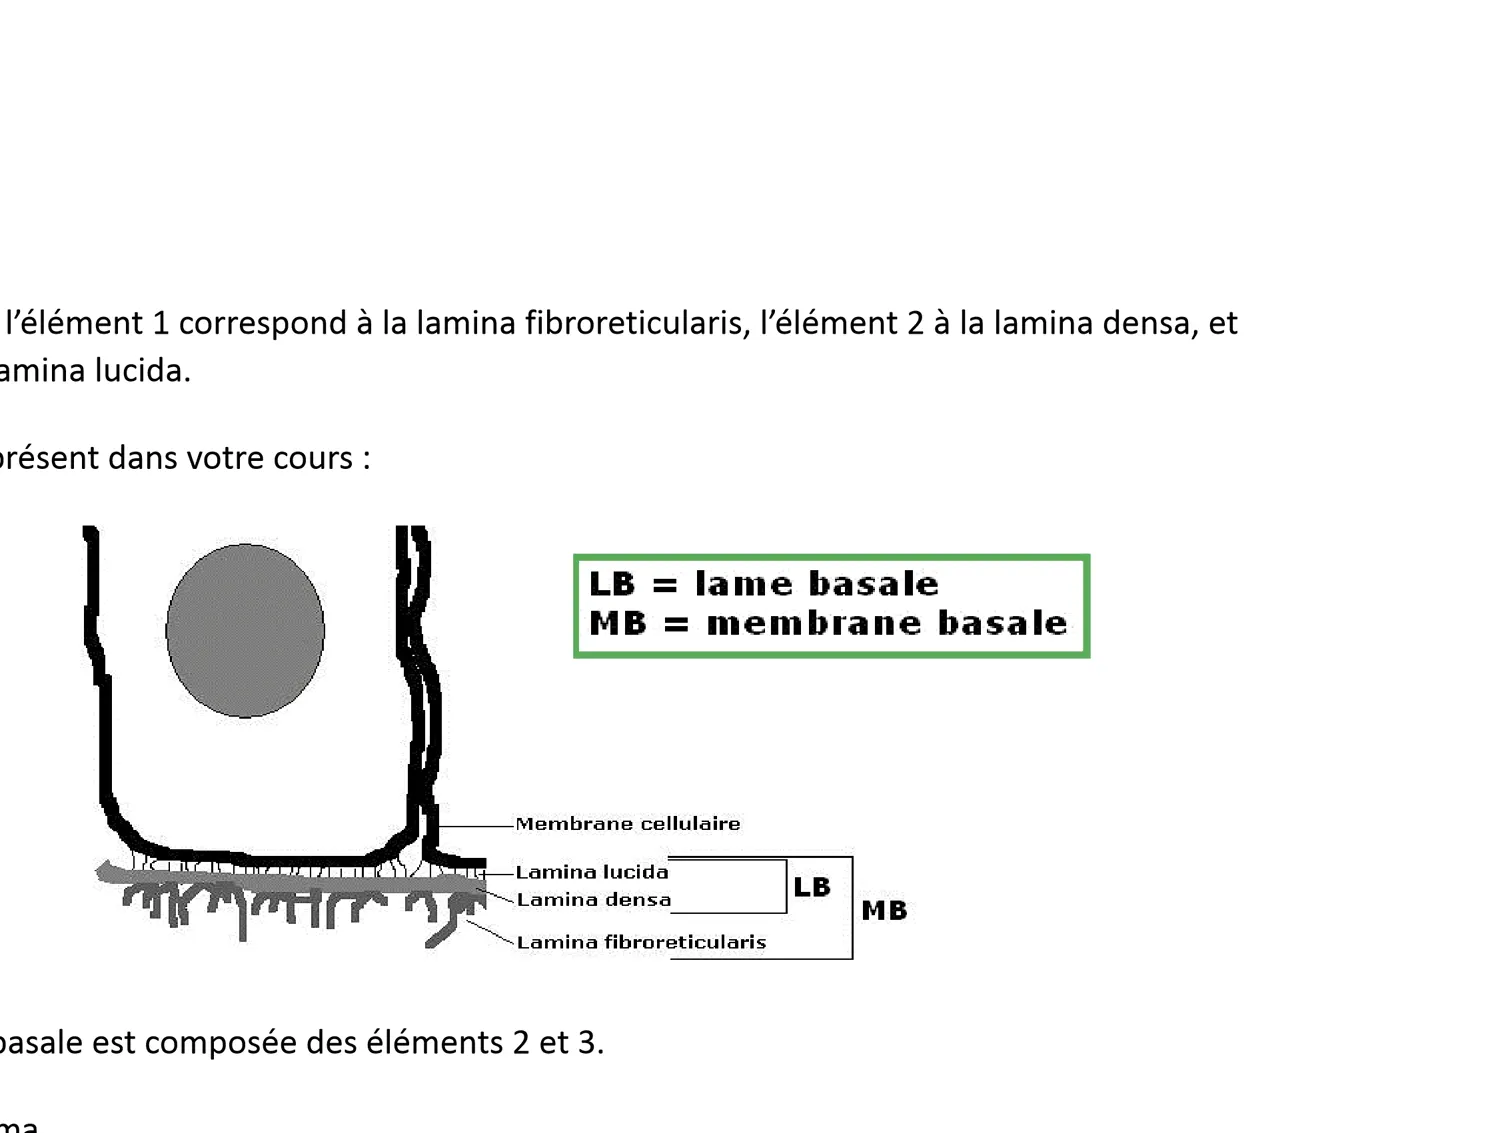 l’élément 1 correspond à la lamina fibroreticularis, l’élément 2 à la lamina densa, et
lamina lucida.
présent dans votre cours :
LB = lame basale
MB = membrane basale
Membrane cellulaire
Lamina lucida
Lamina densa
LB
MB
Lamina fibroreticularis
basale est composée des éléments 2 et 3.